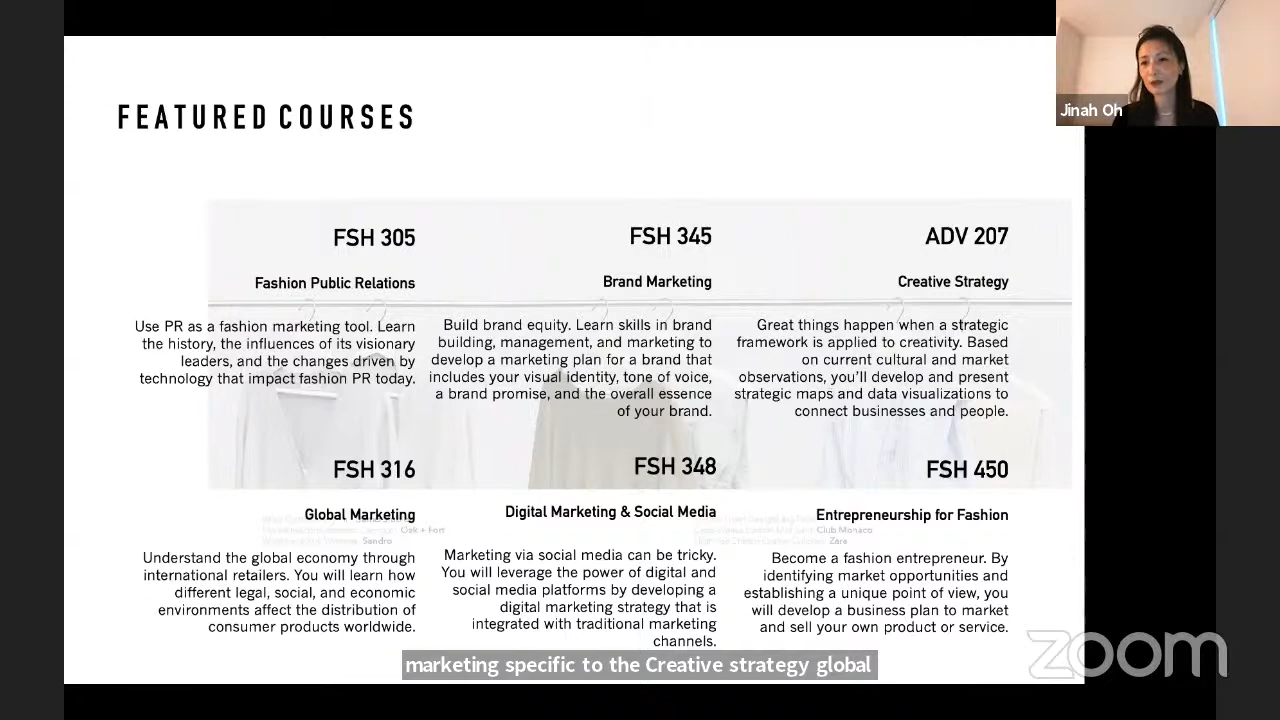 Jinah Oh
FEATURED COURSES
FSH 305
Fashion Public Relations
Use PR as a fashion marketing tool. Learn
the history, the influences of its visionary
leaders, and the changes driven by
technology that impact fashion PR today.
FSH 345
Brand Marketing
Build brand equity. Learn skills in brand
building, management, and marketing to
develop a marketing plan for a brand that
includes your visual identity, tone of voice,
a brand promise, and the overall essence
of your brand.
ADV 207
Creative Strategy
Great things happen when a strategic
framework is applied to creativity. Based
on current cultural and market
observations, you'll develop and present
strategic maps and data visualizations to
connect businesses and people.
FSH 316
Global Marketing
Oak + Fort
Sandro
Understand the global economy through
international retailers. You will learn how
different legal, social, and economic
environments affect the distribution of
consumer products worldwide.
FSH 348
Digital Marketing & Social Media
Marketing via social media can be tricky.
You will leverage the power of digital and
social media platforms by developing a
digital marketing strategy that is
integrated with traditional marketing
channels.
FSH 450
Entrepreneurship for Fashion
Club Monaco
Zara
Become a fashion entrepreneur. By
identifying market opportunities and
establishing a unique point of view, you
will develop a business plan to market
and sell your own product or service.
marketing specific to the Creative strategy global
zoom